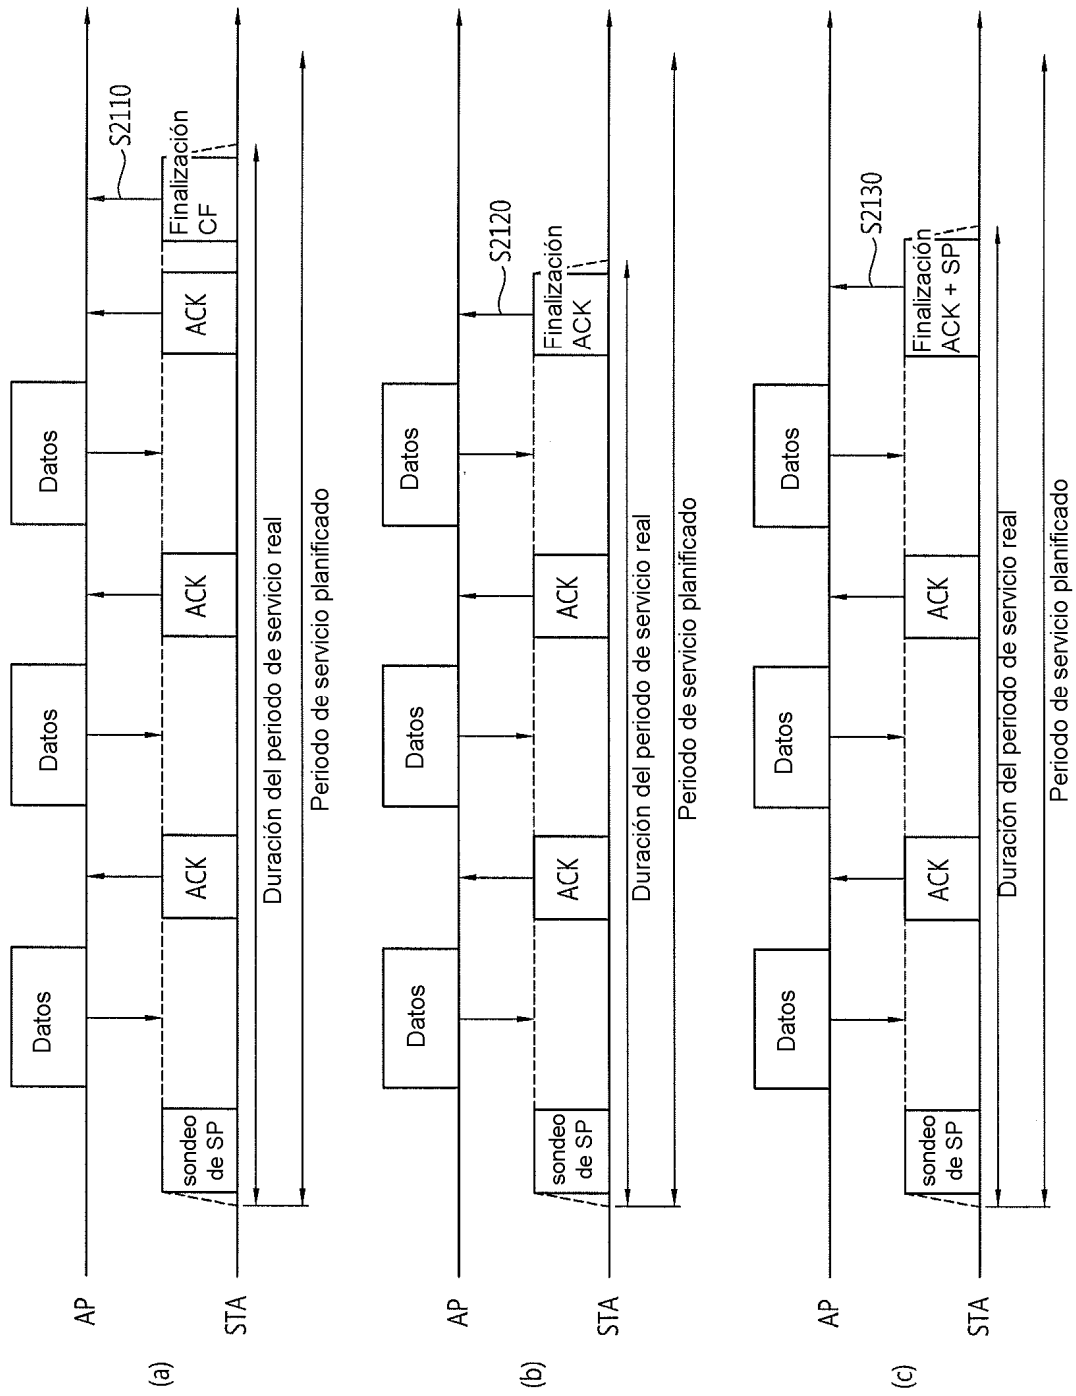 (a)
AP
STA
Datos
Datos
Datos
sondeo
de SP
ACK
ACK
ACK
Finalización
CF
S2110
Duración del periodo de servicio real
Periodo de servicio planificado
(b)
AP
STA
Datos
Datos
Datos
sondeo
de SP
ACK
ACK
Finalización
ACK
S2120
Duración del periodo de servicio real
Periodo de servicio planificado
(c)
AP
STA
Datos
Datos
Datos
sondeo
de SP
ACK
ACK
Finalización
ACK + SP
S2130
Duración del periodo de servicio real
Periodo de servicio planificado